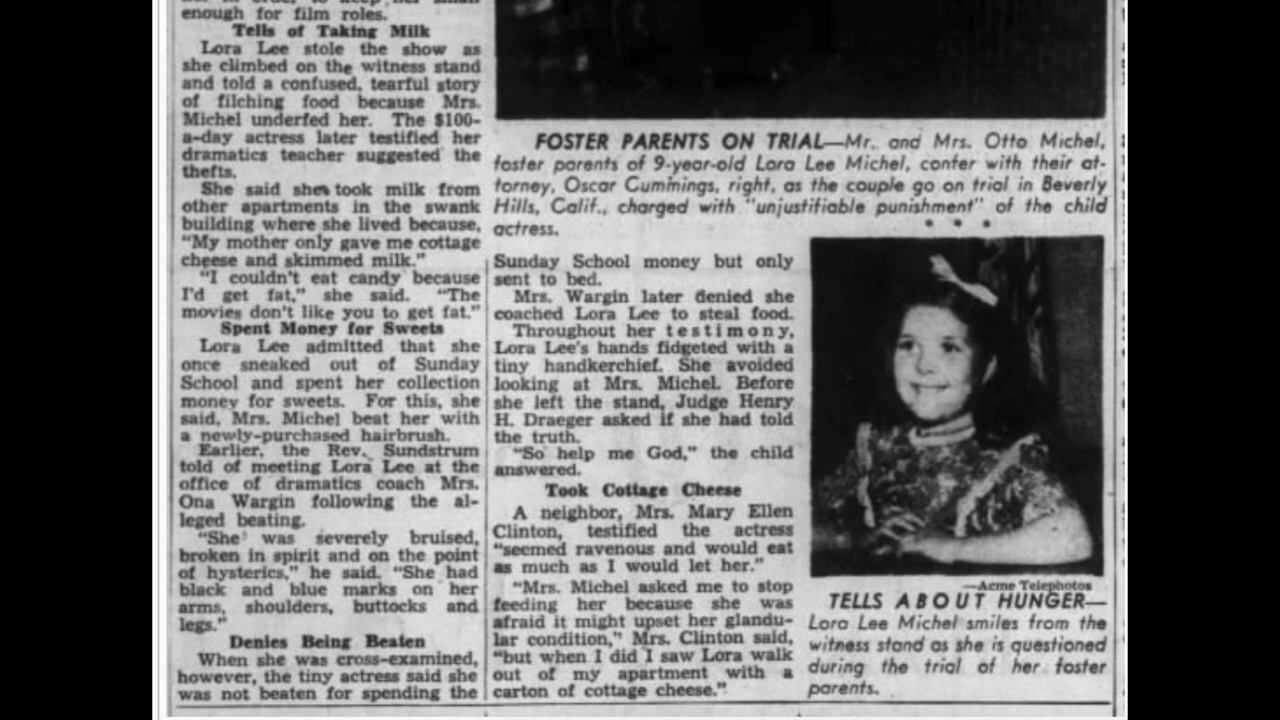 enough for film roles.
Tells of Taking Milk
Lora Lee stole the show as
she climbed on the witness stand
and told a confused, tearful story
of filching food because Mrs.
Michel underfed her. The $100-
a-day actress later testified her
dramatics teacher suggested the
thefts.
She said she took milk from
other apartments in the swank
building where she lived because,
"My mother only gave me cottage
cheese and skimmed milk."
"I couldn't eat candy because
I'd get fat," she said. "The
movies don't like you to get fat."
Spent Money for Sweets
Lora Lee admitted that she
once sneaked out of Sunday
School and spent her collection
money for sweets. For this, she
said, Mrs. Michel beat her with
a newly-purchased hairbrush.
Earlier, the Rev. Sundstrum
told of meeting Lora Lee at the
office of dramatics coach Mrs.
Ona Wargin following the al-
leged beating.
"She was severely bruised,
broken in spirit and on the point
of hysterics," he said. "She had
black and blue marks on her
arms, shoulders, buttocks and
legs."
Denies Being Beaten
When she was cross-examined,
however, the tiny actress said she
was not beaten for spending the
FOSTER PARENTS ON TRIAL—Mr. and Mrs. Otto Michel,
foster parents of 9-year-old Lora Lee Michel, confer with their at-
torney, Oscar Cummings, right, as the couple go on trial in Beverly
Hills, Calif., charged with "unjustifiable punishment" of the child
actress.
* * *
Sunday School money but only
sent to bed.
Mrs. Wargin later denied she
coached Lora Lee to steal food.
Throughout her testimony,
Lora Lee's hands fidgeted with a
tiny handkerchief. She avoided
looking at Mrs. Michel. Before
she left the stand, Judge Henry
H. Draeger asked if she had told
the truth.
"So help me God," the child
answered.
Took Cottage Cheese
A neighbor, Mrs. Mary Ellen
Clinton, testified the actress
"seemed ravenous and would eat
as much as I would let her."
"Mrs. Michel asked me to stop
feeding her because she was
afraid it might upset her glandu-
lar condition," Mrs. Clinton said,
"but when I did I saw Lora walk
out of my apartment with a
carton of cottage cheese."
—Acme Telephotos
TELLS ABOUT HUNGER—
Lora Lee Michel smiles from the
witness stand as she is questioned
during the trial of her foster
parents.